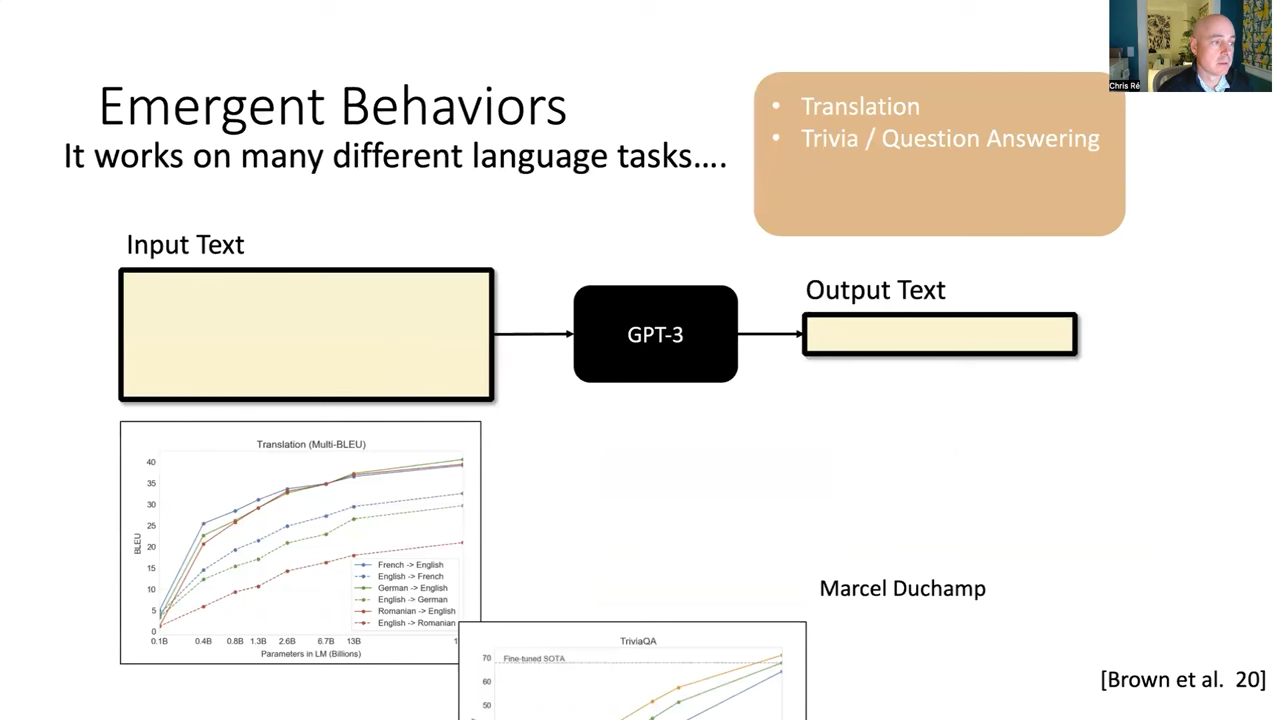 Chris Ré
Emergent Behaviors
It works on many different language tasks....
• Translation
• Trivia / Question Answering
Input Text
Output Text
GPT-3
Translation (Multi-BLEU)
40
35
30
25
20
15
10
5
0
BLEU
French -> English
English -> French
German -> English
English -> German
Romanian -> English
English -> Romanian
0.1B 0.4B 0.8B 1.3B 2.6B 6.7B 13B
Parameters in LM (Billions)
Marcel Duchamp
TriviaQA
70
Fine-tuned SOTA
60
50
[Brown et al. 20]